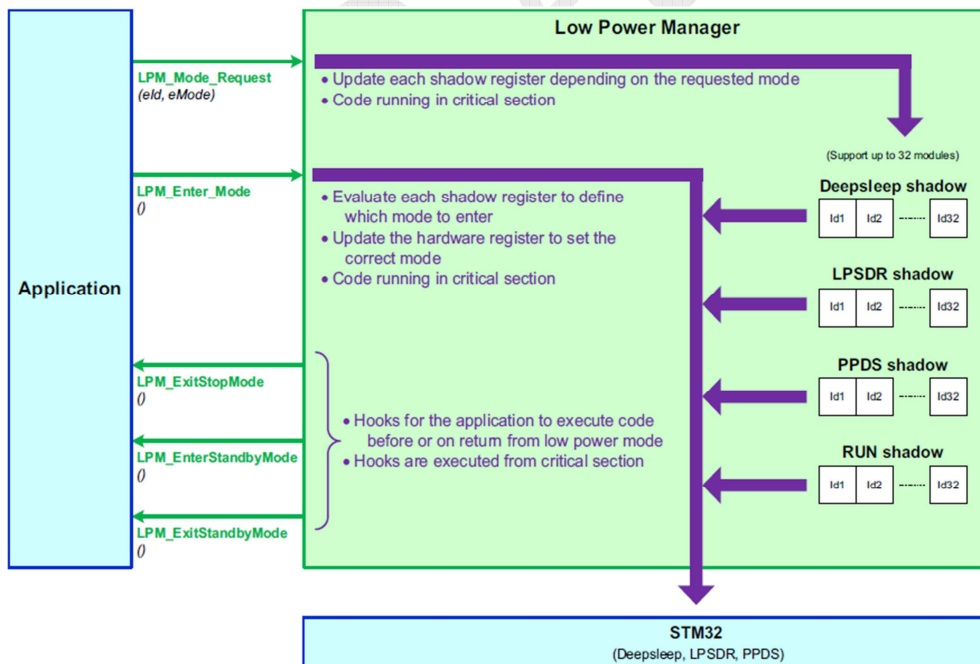 Low Power Manager
LPM_Mode_Request
(eId, eMode)
• Update each shadow register depending on the requested mode
• Code running in critical section
(Support up to 32 modules)
LPM_Enter_Mode
()
• Evaluate each shadow register to define
which mode to enter
• Update the hardware register to set the
correct mode
• Code running in critical section
Deepsleep shadow
Id1 Id2 ........ Id32
Application
LPSDR shadow
Id1 Id2 ........ Id32
LPM_ExitStopMode
()
PPDS shadow
Id1 Id2 ........ Id32
LPM_EnterStandbyMode
()
• Hooks for the application to execute code
before or on return from low power mode
• Hooks are executed from critical section
RUN shadow
Id1 Id2 ........ Id32
LPM_ExitStandbyMode
()
STM32
(Deepsleep, LPSDR, PPDS)